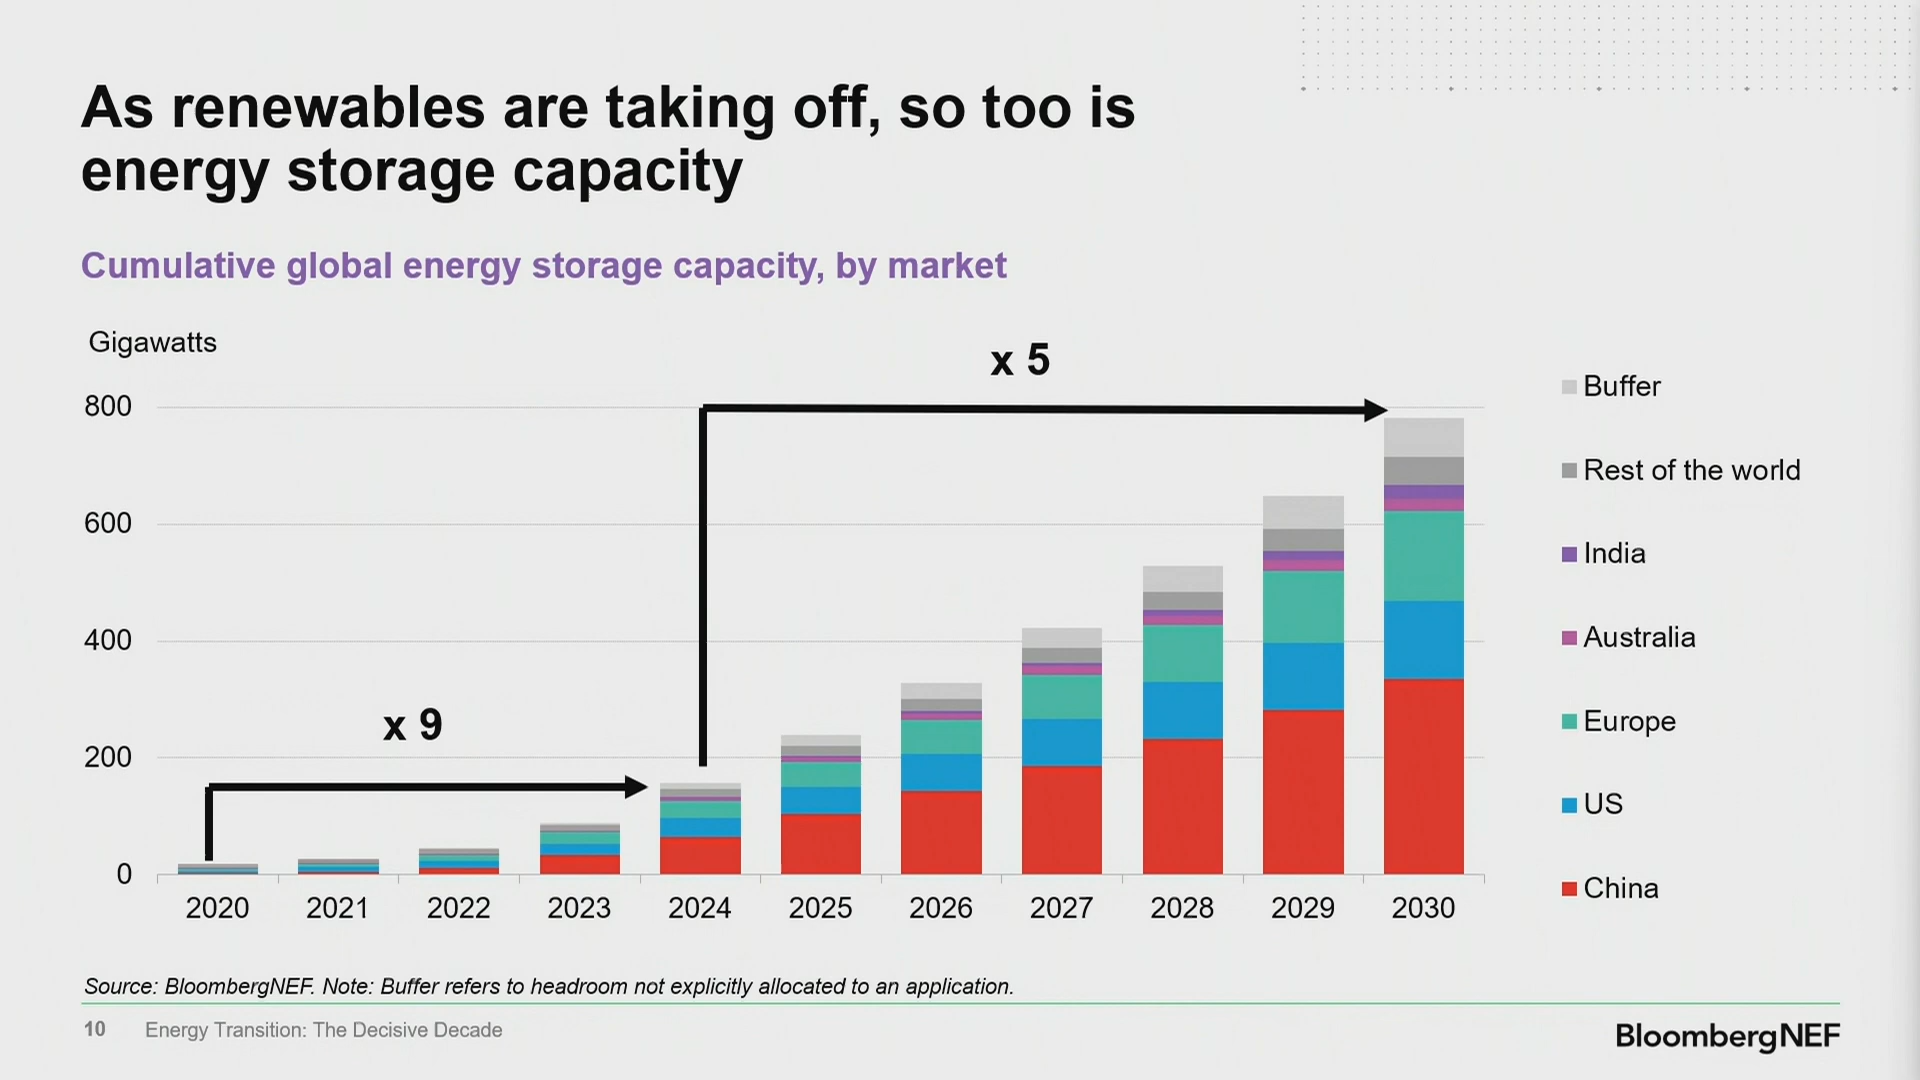 As renewables are taking off, so too is
energy storage capacity
Cumulative global energy storage capacity, by market
Gigawatts
x 5
x 9
800
600
400
200
0
2020 2021 2022 2023 2024 2025 2026 2027 2028 2029 2030
Buffer
Rest of the world
India
Australia
Europe
US
China
Source: BloombergNEF. Note: Buffer refers to headroom not explicitly allocated to an application.
10 Energy Transition: The Decisive Decade
BloombergNEF